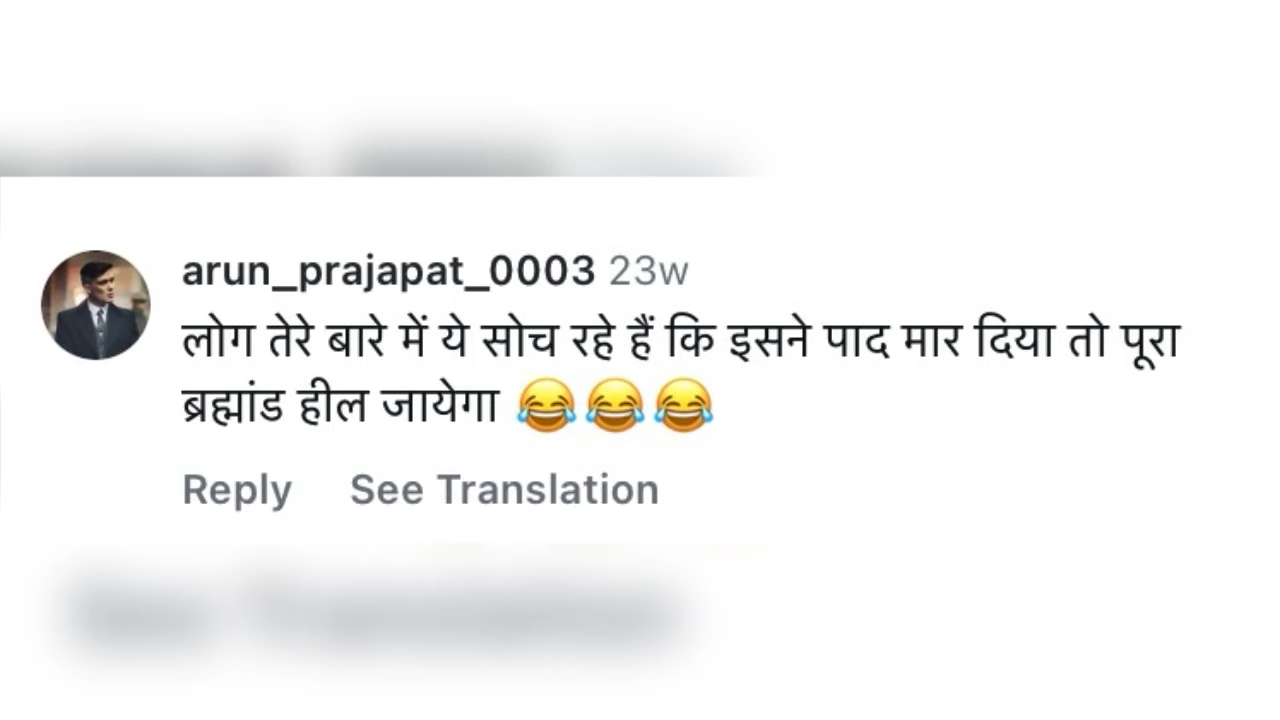 arun_prajapat_0003 23w
लोग तेरे बारे में ये सोच रहे हैं कि इसने पाद मार दिया तो पूरा
ब्रह्मांड हील जायेगा 😂😂😂
Reply See Translation